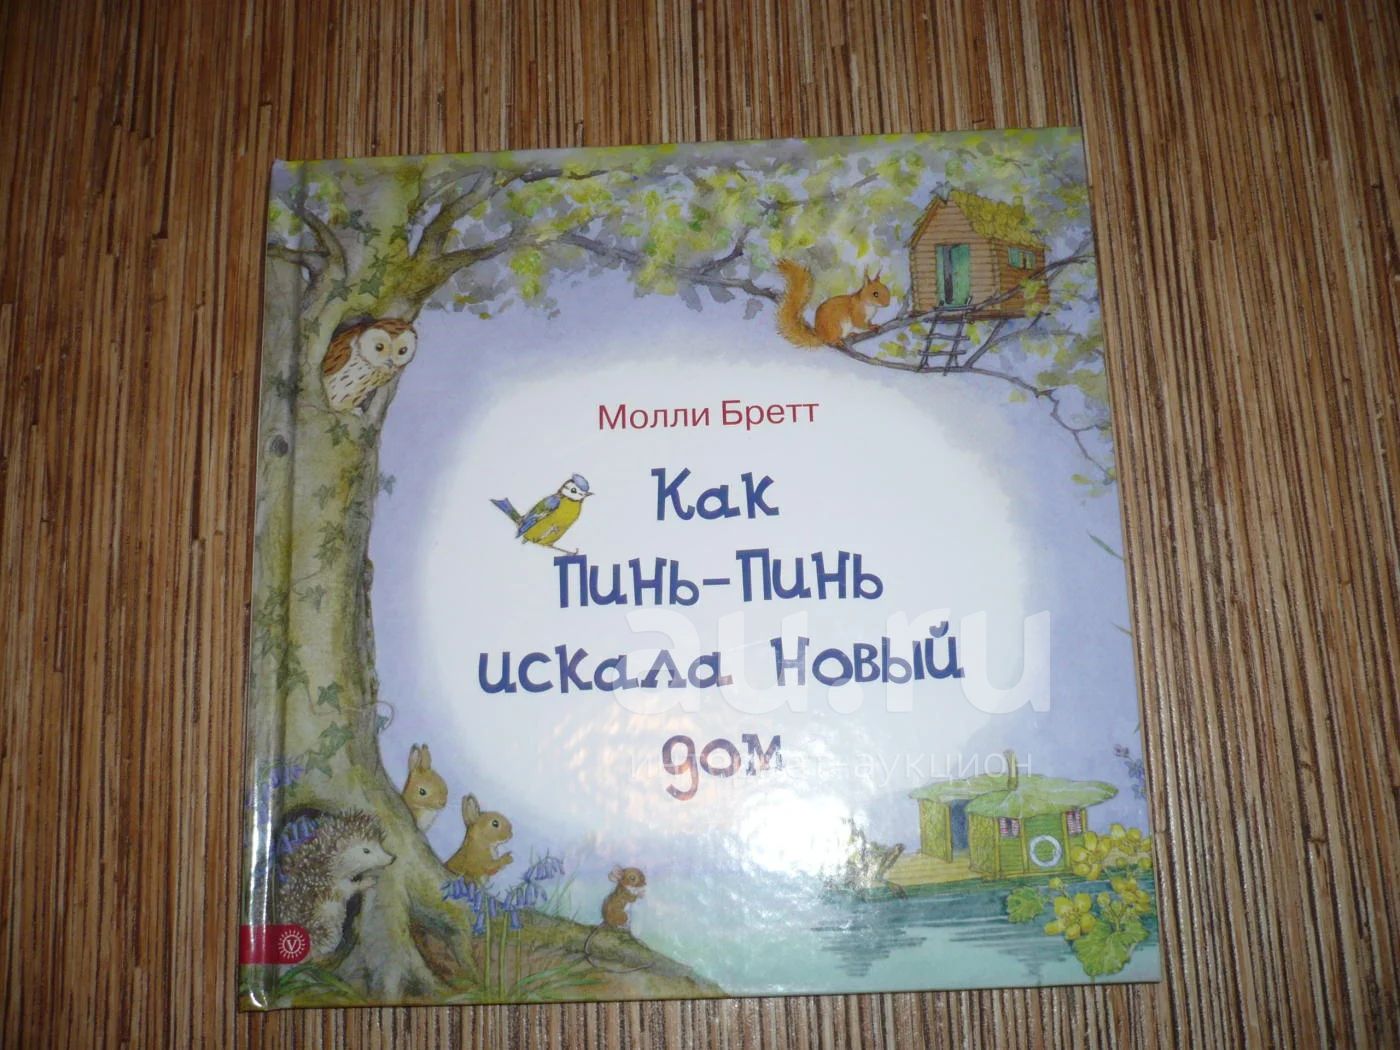 Молли Бретт
Как
Пинь-Пинь
искала новый
дом
au.ru
интернет-аукцион
V